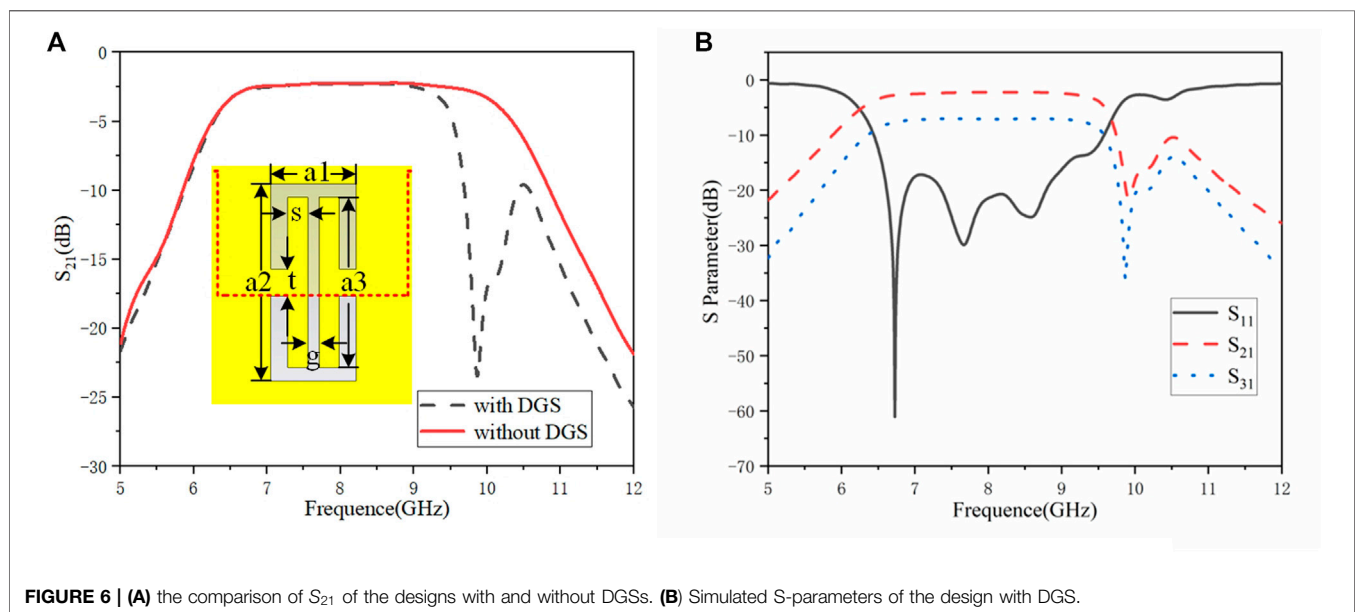 A
0
-5
-10
-15
-20
-25
-30
S21(dB)
5 6 7 8 9 10 11 12
Frequence(GHz)
a1
s
a2 t a3
g
with DGS
without DGS
B
0
-10
-20
-30
-40
-50
-60
-70
S Parameter(dB)
5 6 7 8 9 10 11 12
Frequence(GHz)
S11
S21
S31
FIGURE 6 | (A) the comparison of S21 of the designs with and without DGSs. (B) Simulated S-parameters of the design with DGS.